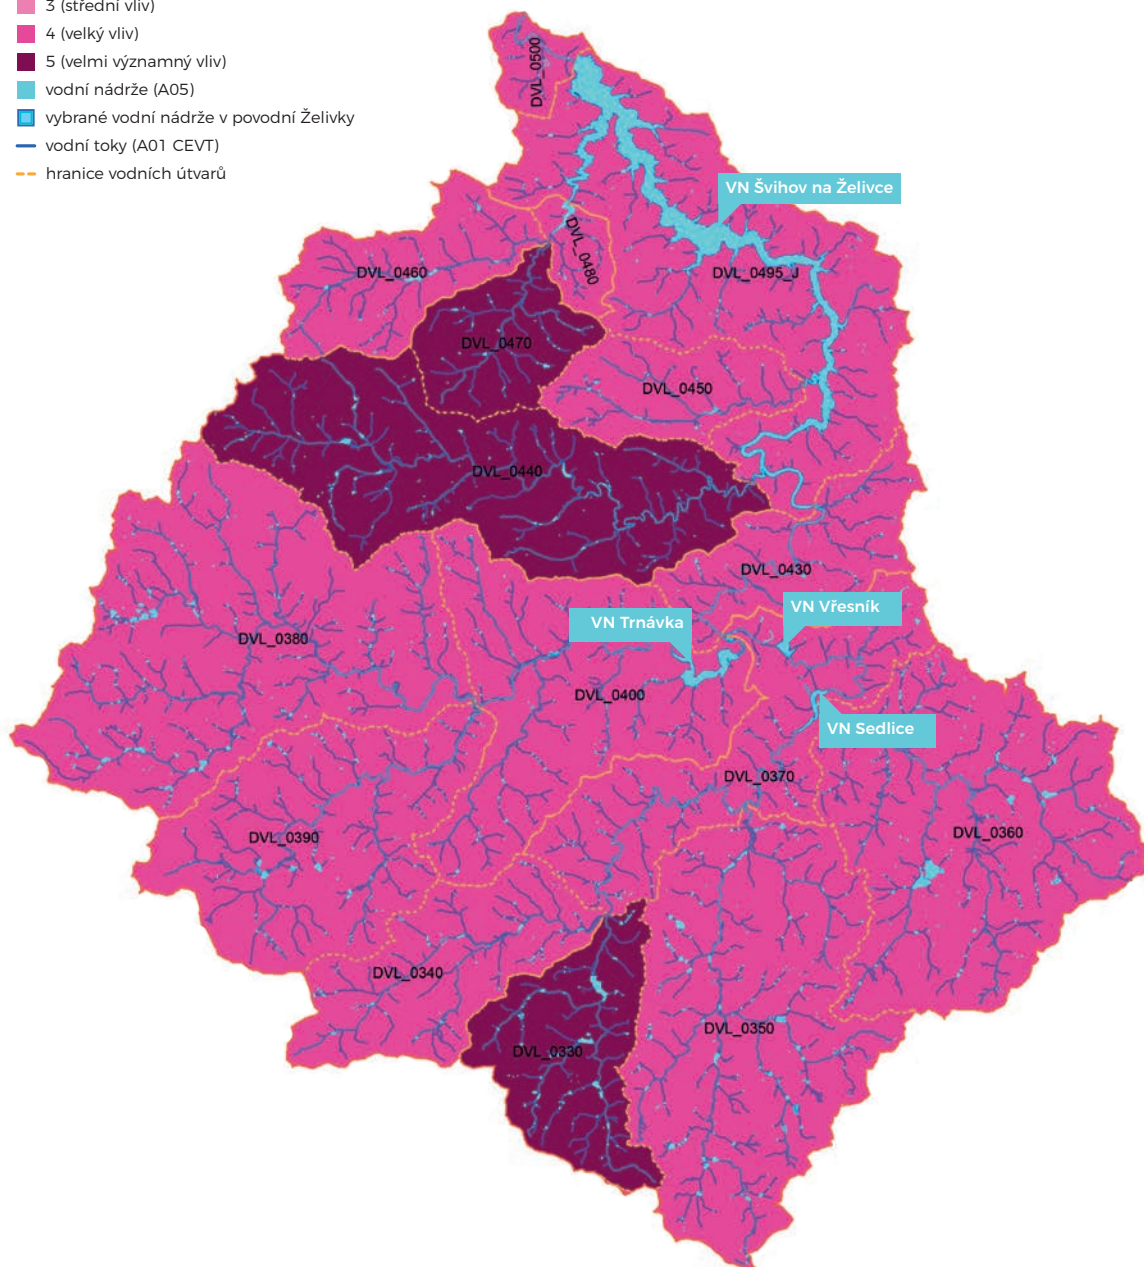 3 (střední vliv)
4 (velký vliv)
5 (velmi významný vliv)
vodní nádrže (A05)
vybrané vodní nádrže v povodní Želivky
vodní toky (A01 CEVT)
hranice vodních útvarů
DVL_0500
VN Švihov na Želivce
DVL_0480
DVL_0460
DVL_0495_J
DVL_0470
DVL_0450
DVL_0440
DVL_0430
VN Vřesník
VN Trnávka
DVL_0380
DVL_0400
VN Sedlice
DVL_0370
DVL_0390
DVL_0360
DVL_0340
DVL_0350
DVL_0330